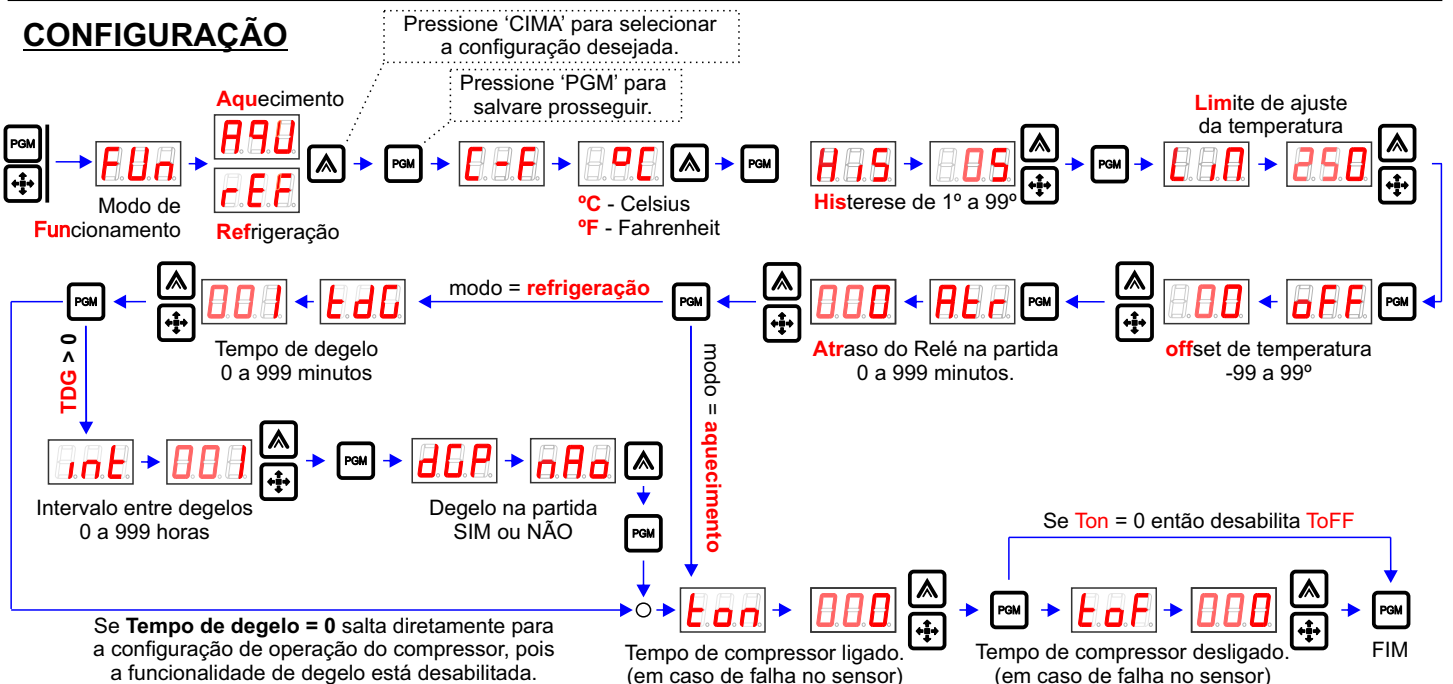 CONFIGURAÇÃO
Pressione ‘CIMA’ para selecionar
a configuração desejada.
Pressione ‘PGM’ para
salvare prosseguir.
PGM
FUn
Modo de
Funcionamento
Aquecimento
AqU
rEF
Refrigeração
PGM
C-F
ºC
ºC - Celsius
ºF - Fahrenheit
PGM
HiS
05
Histerese de 1º a 99º
PGM
Limite de ajuste
da temperatura
Lin
250
PGM
oFF
00
offset de temperatura
-99 a 99º
PGM
Atr
000
Atraso do Relé na partida
0 a 999 minutos.
PGM
modo = refrigeração
tdG
001
Tempo de degelo
0 a 999 minutos
PGM
TDG > 0
int
001
Intervalo entre degelos
0 a 999 horas
PGM
dGP
nAo
Degelo na partida
SIM ou NÃO
PGM
modo = aquecimento
Se Tempo de degelo = 0 salta diretamente para
a configuração de operação do compressor, pois
a funcionalidade de degelo está desabilitada.
ton
000
Tempo de compressor ligado.
(em caso de falha no sensor)
PGM
Se Ton = 0 então desabilita ToFF
toF
000
Tempo de compressor desligado.
(em caso de falha no sensor)
PGM
FIM